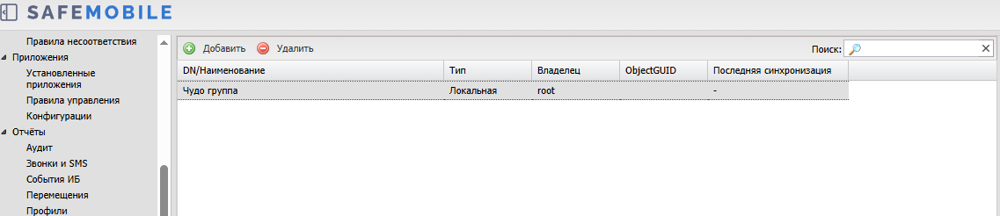 SAFEMOBILE
Правила несоответствия
Приложения
Установленные
приложения
Правила управления
Конфигурации
Отчёты
Аудит
Звонки и SMS
События ИБ
Перемещения
Профили
Добавить Удалить Поиск:
DN/Наименование Тип Владелец ObjectGUID Последняя синхронизация
Чудо группа Локальная root -